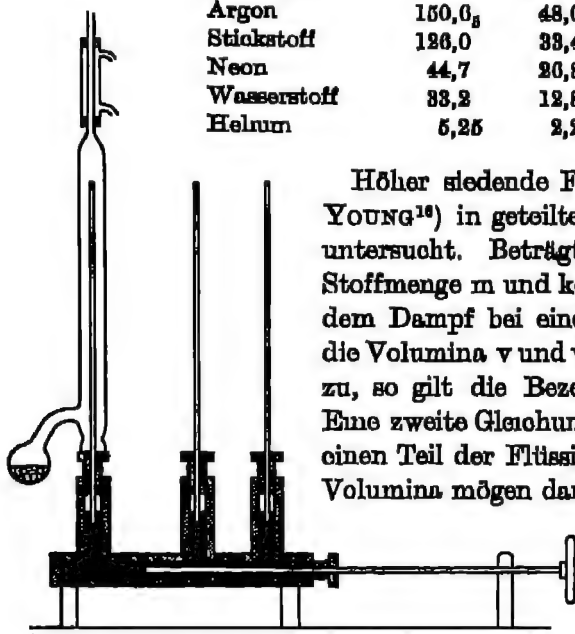 Argon 150,6₅ 48,0
Stickstoff 126,0 33,4
Neon 44,7 26,8
Wasserstoff 33,2 12,8
Helium 5,25 2,2
Höher siedende F
YOUNG¹⁶) in geteilte
untersucht. Beträgt
Stoffmenge m und k
dem Dampf bei eine
die Volumina v und v
zu, so gilt die Beze
Eine zweite Gleichun
einen Teil der Flüssi
Volumina mögen da